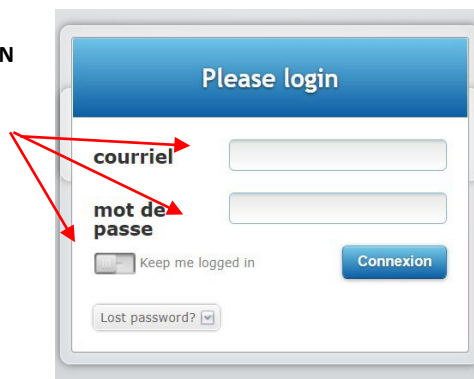 N
Please login
courriel
mot de
passe
Keep me logged in
Connexion
Lost password?